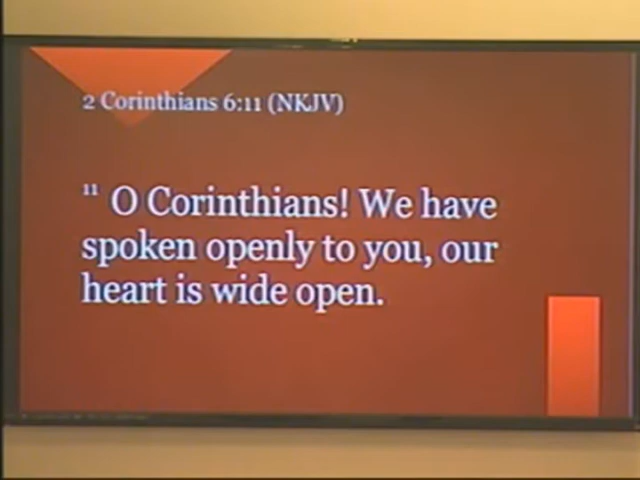 2 Corinthians 6:11 (NKJV)
11 O Corinthians! We have
spoken openly to you, our
heart is wide open.